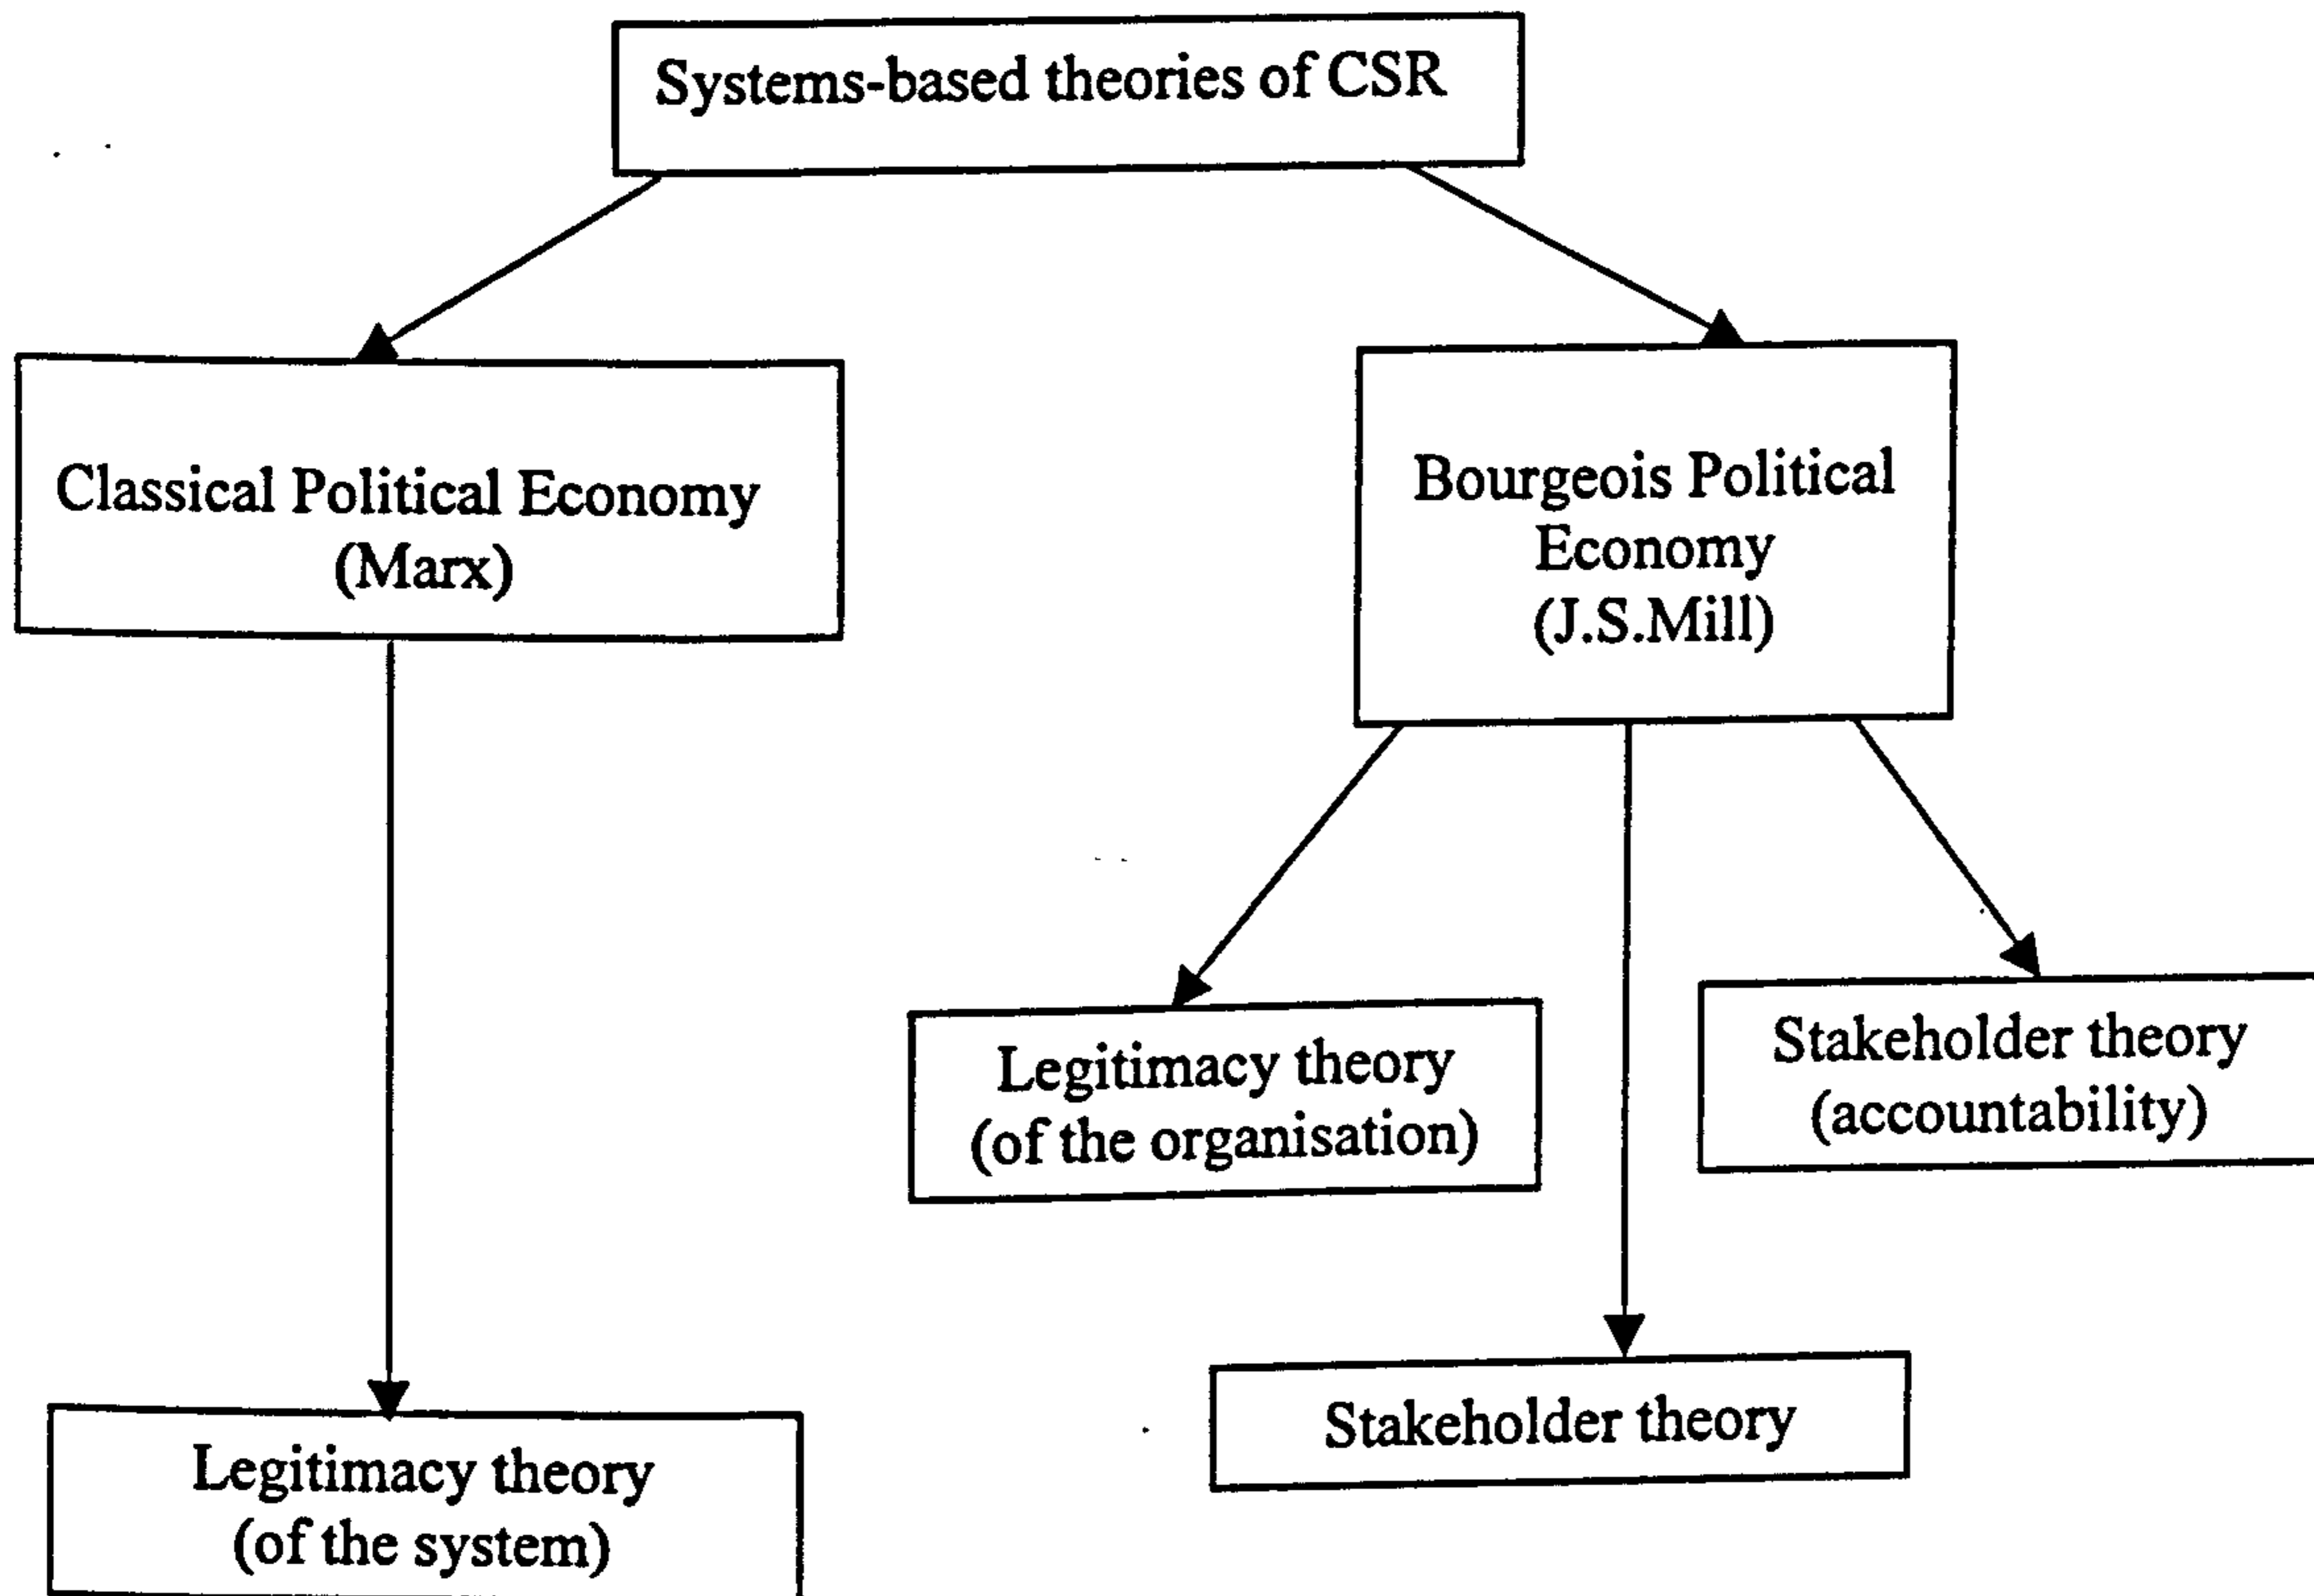 Systems-based theories of CSR
Classical Political Economy
(Marx)
Bourgeois Political
Economy
(J.S.Mill)
Legitimacy theory
(of the organisation)
Stakeholder theory
(accountability)
Stakeholder theory
Legitimacy theory
(of the system)